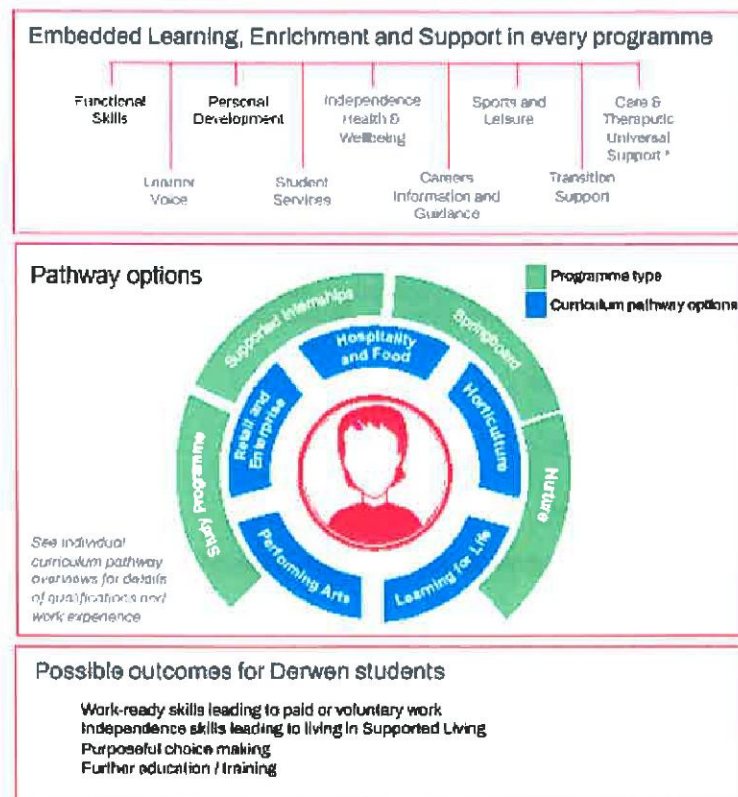 Embedded Learning, Enrichment and Support in every programme
Functional
Skills
Personal
Development
Independence
Health &
Wellbeing
Sports and
Leisure
Care &
Theraputic
Universal
Support *
Learner
Voice
Student
Services
Careers
Information and
Guidance
Transition
Support
Pathway options
Programme type
Curriculum pathway options
Supported Internships
Springboard
Hospitality
and Food
Retail and
Enterprise
Horticulture
Study Programme
Nurture
Performing Arts
Learning for Life
See individual
curriculum pathway
overviews for details
of qualifications and
work experience
Possible outcomes for Derwen students
Work-ready skills leading to paid or voluntary work
Independence skills leading to living in Supported Living
Purposeful choice making
Further education / training